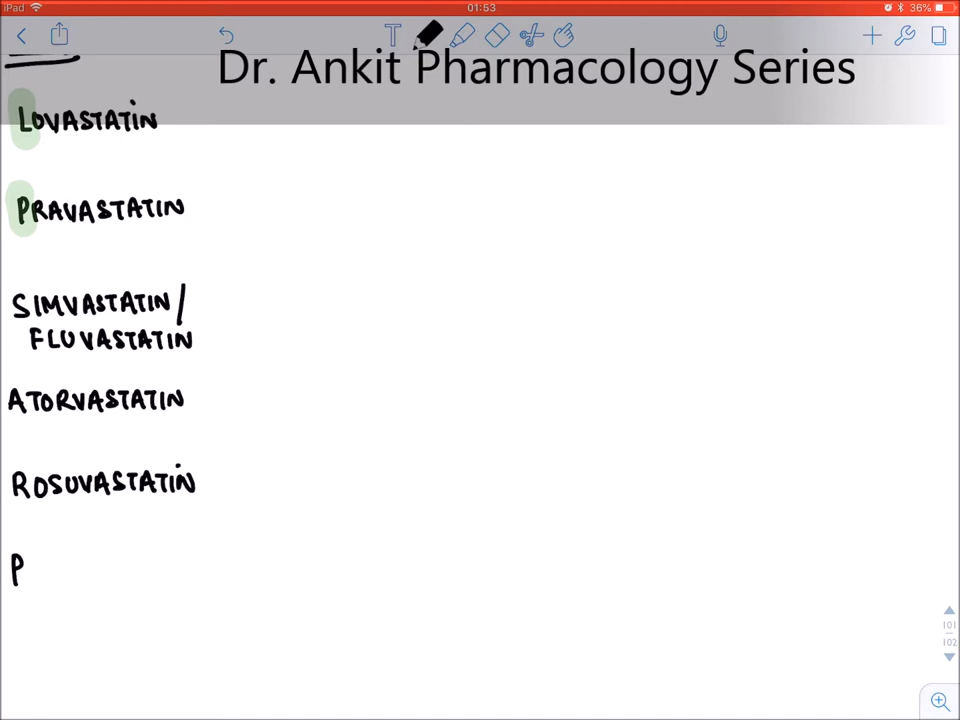 iPad 01:53 36%
T
Dr. Ankit Pharmacology Series
LOVASTATiN
PRAVASTATIN
SIMVASTATIN/
FLUVASTATIN
ATORVASTATIN
ROSUVASTATiN
P
101
102